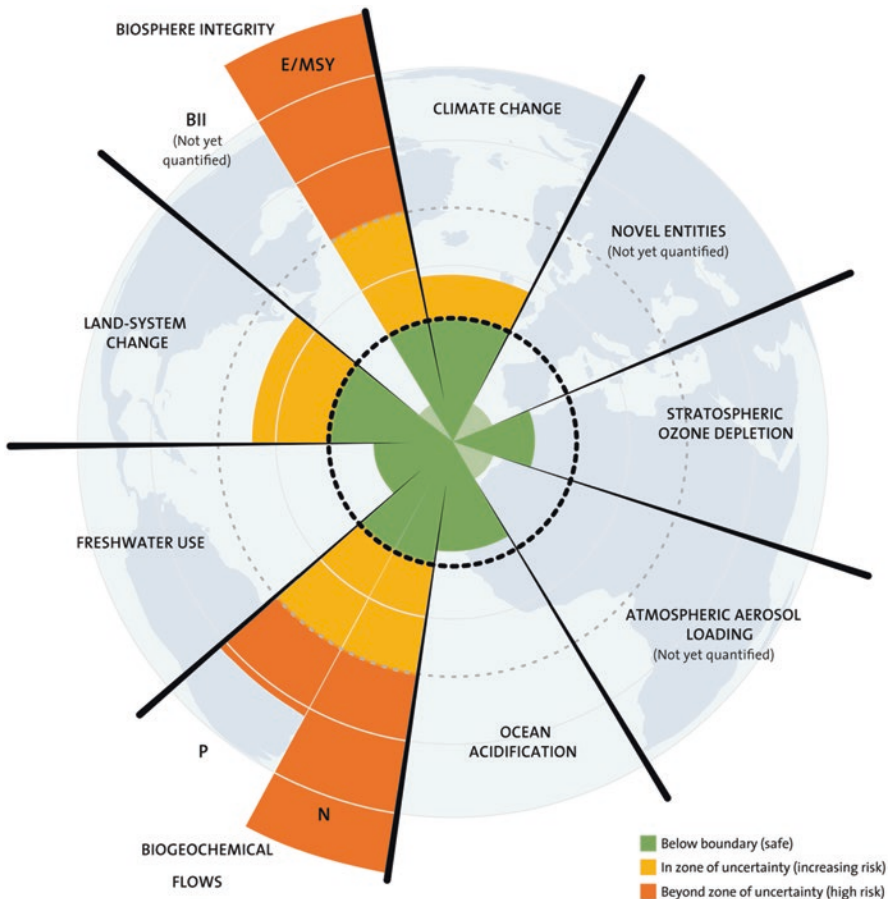 BIOSPHERE INTEGRITY
E/MSY
CLIMATE CHANGE
BII
(Not yet
quantified)
NOVEL ENTITIES
(Not yet quantified)
LAND-SYSTEM
CHANGE
STRATOSPHERIC
OZONE DEPLETION
FRESHWATER USE
ATMOSPHERIC AEROSOL
LOADING
(Not yet quantified)
OCEAN
ACIDIFICATION
P
N
BIOGEOCHEMICAL
FLOWS
Below boundary (safe)
In zone of uncertainty (increasing risk)
Beyond zone of uncertainty (high risk)